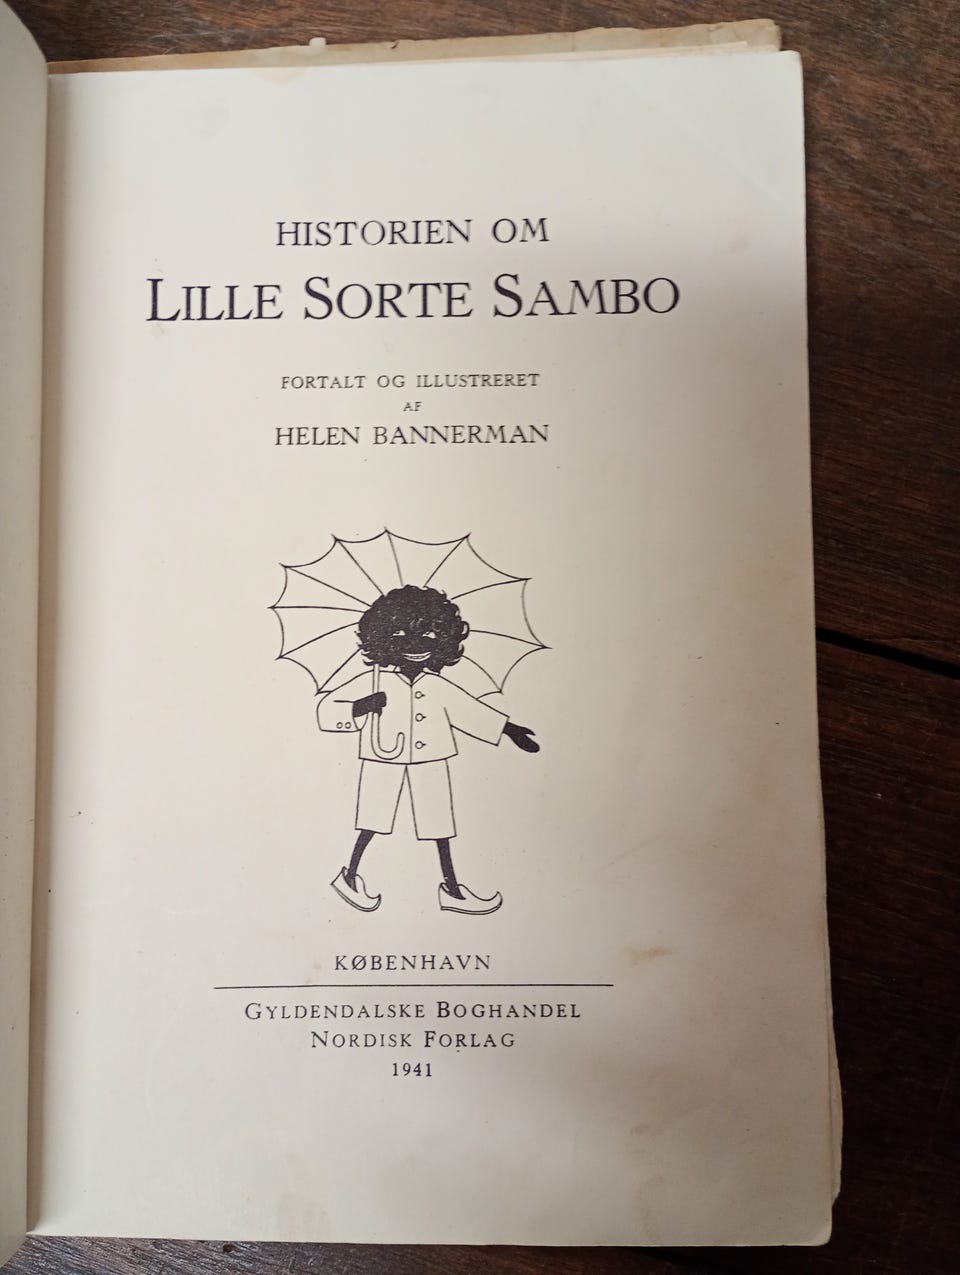 HISTORIEN OM
LILLE SORTE SAMBO
FORTALT OG ILLUSTRERET
AF
HELEN BANNERMAN
KØBENHAVN
GYLDENDALSKE BOGHANDEL
NORDISK FORLAG
1941